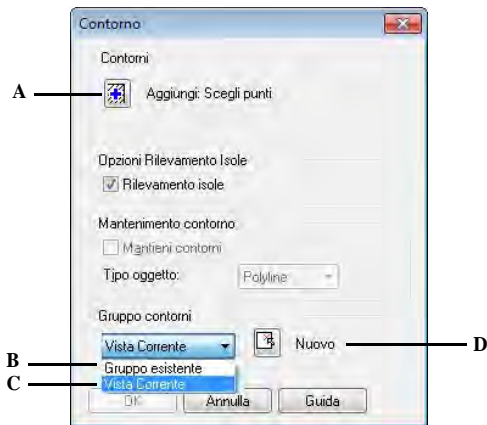 Contorno
Contorni
A
Aggiungi: Scegli punti
Opzioni Rilevamento Isole
Rilevamento isole
Mantenimento contorno
Mantieni contorni
Tipo oggetto:
Polyline
Gruppo contorni
Vista Corrente
Nuovo
D
B
Gruppo esistente
C
Vista Corrente
OK
Annulla
Guida